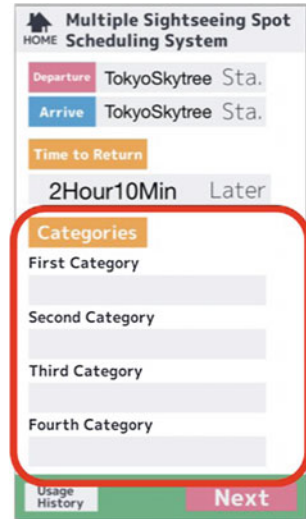 Multiple Sightseeing Spot
HOME Scheduling System
Departure TokyoSkytree Sta.
Arrive TokyoSkytree Sta.
Time to Return
2Hour10Min Later
Categories
First Category
Second Category
Third Category
Fourth Category
Usage
History
Next